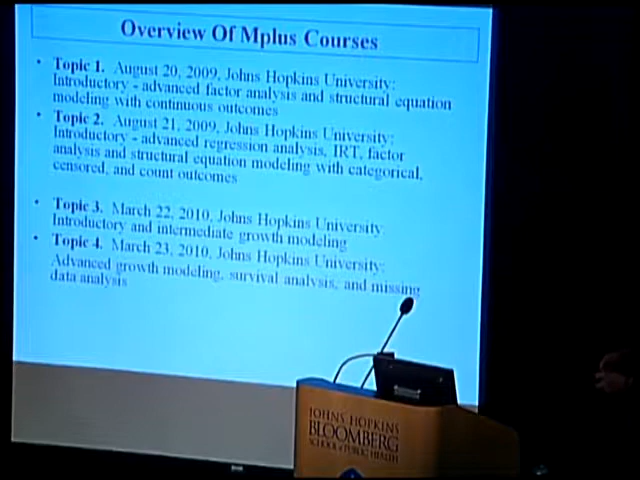 Overview Of Mplus Courses
• Topic 1. August 20, 2009, Johns Hopkins University:
Introductory - advanced factor analysis and structural equation
modeling with continuous outcomes
• Topic 2. August 21, 2009, Johns Hopkins University:
Introductory - advanced regression analysis, IRT, factor
analysis and structural equation modeling with categorical,
censored, and count outcomes
• Topic 3. March 22, 2010, Johns Hopkins University:
Introductory and intermediate growth modeling
• Topic 4. March 23, 2010, Johns Hopkins University:
Advanced growth modeling, survival analysis, and missing
data analysis
JOHNS HOPKINS
BLOOMBERG
SCHOOL of PUBLIC HEALTH